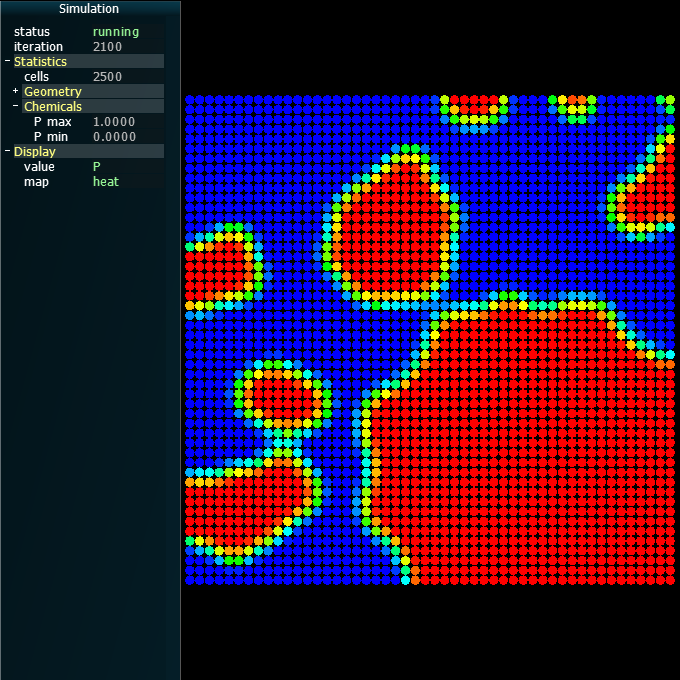 Simulation
status running
iteration 2100
- Statistics
cells 2500
+ Geometry
- Chemicals
P max 1.0000
P min 0.0000
- Display
value P
map heat